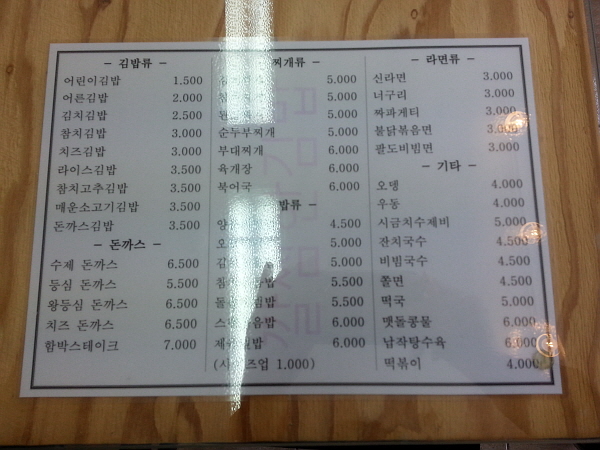 - 김밥류 -
어린이김밥 1.500
어른김밥 2.000
김치김밥 2.500
참치김밥 3.000
치즈김밥 3.000
라이스김밥 3.500
참치고추김밥 3.500
매운소고기김밥 3.500
돈까스김밥 3.500
- 돈까스 -
수제 돈까스 6.500
등심 돈까스 5.500
왕등심 돈까스 6.500
치즈 돈까스 6.500
함박스테이크 7.000
찌개류 -
5.000
5.000
5.000
순두부찌개 5.000
부대찌개 6.000
육개장 6.000
북어국 6.000
밥류 -
4.500
5.000
5.000
5.500
5.500
6.000
6.000
1.000)
- 라면류 -
신라면 3.000
너구리 3.000
짜파게티 3.000
불닭볶음면 3.000
팔도비빔면 3.000
- 기타 -
오뎅 4.000
우동 4.000
시금치수제비 5.000
잔치국수 4.500
비빔국수 4.500
쫄면 4.500
떡국 5.000
맷돌콩물 6.000
납작탕수육 6.000
떡볶이 4.000